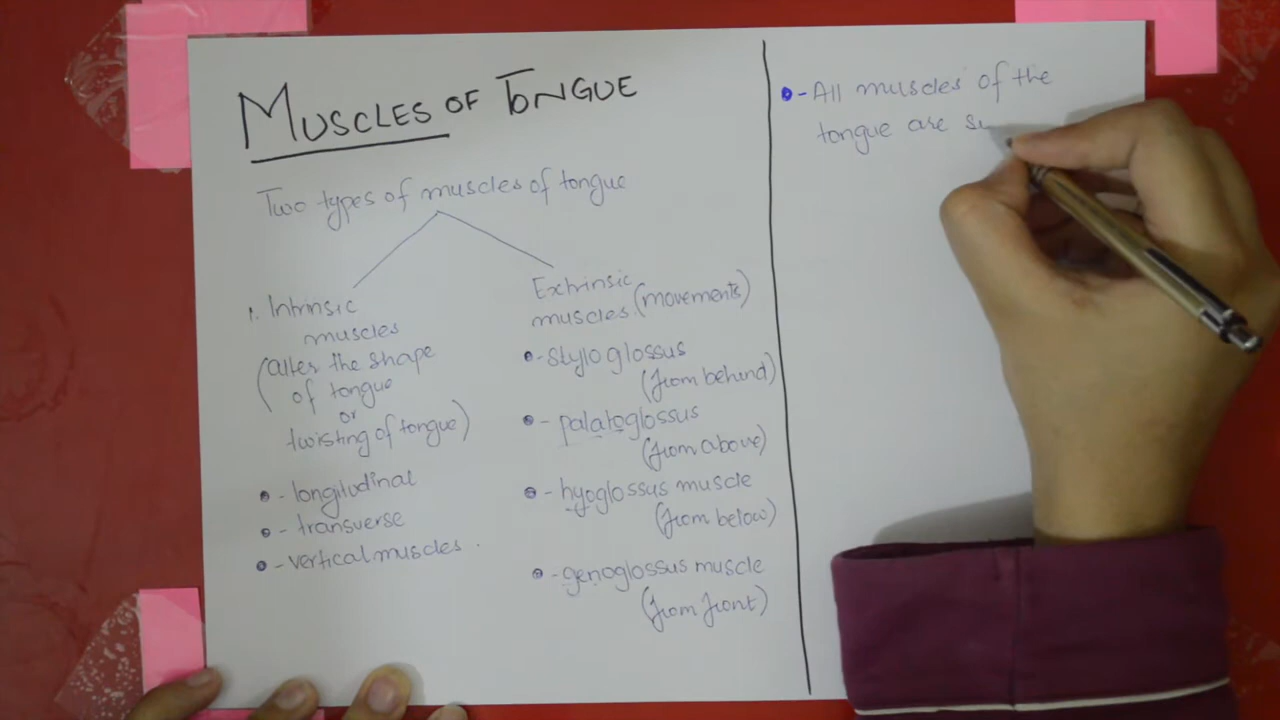 MUSCLES OF TONGUE
Two types of muscles of tongue
1. Intrinsic
muscles
(alter the shape
of tongue
or
twisting of tongue)
- longitudinal
- transverse
- vertical muscles.
Extrinsic
muscles. (movements)
- styloglossus
(from behind)
- palatoglossus
(from above)
- hyoglossus muscle
(from below)
- genoglossus muscle
(from front)
- All muscles of the
tongue are